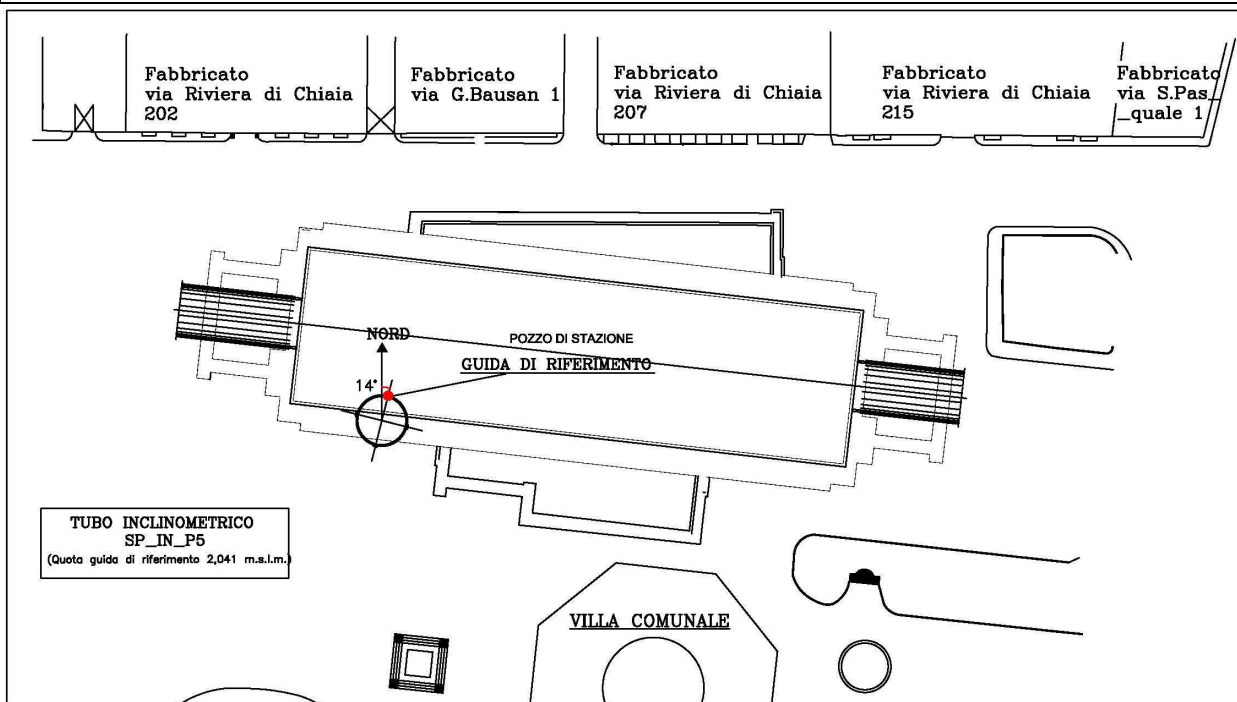 Fabbricato
via Riviera di Chiaia
202
Fabbricato
via G.Bausan 1
Fabbricato
via Riviera di Chiaia
207
Fabbricato
via Riviera di Chiaia
215
Fabbricato
via S.Pas_
_quale 1
NORD
POZZO DI STAZIONE
GUIDA DI RIFERIMENTO
14°
TUBO INCLINOMETRICO
SP_IN_P5
(Quota guida di riferimento 2,041 m.s.l.m.)
VILLA COMUNALE